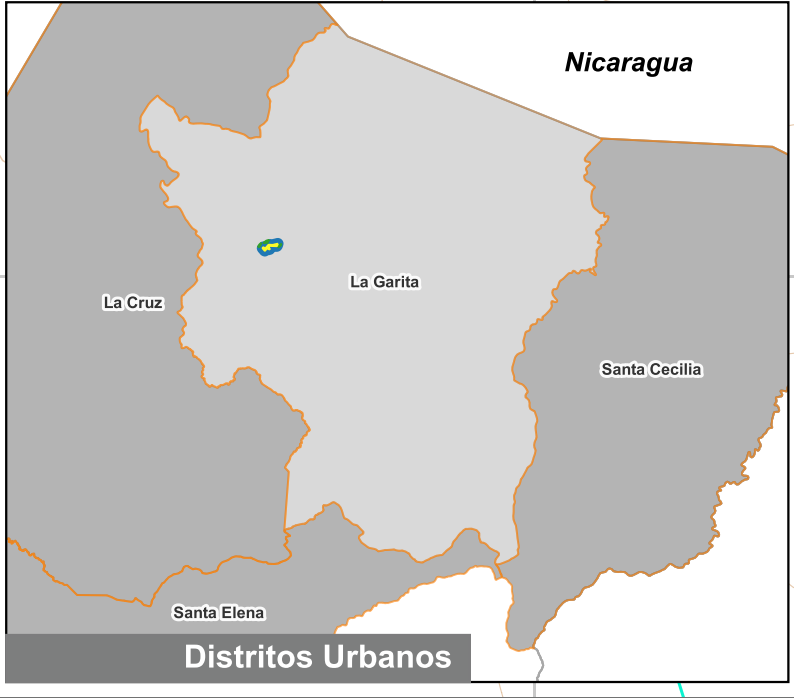 Nicaragua
La Garita
La Cruz
Santa Cecilia
Santa Elena
Distritos Urbanos